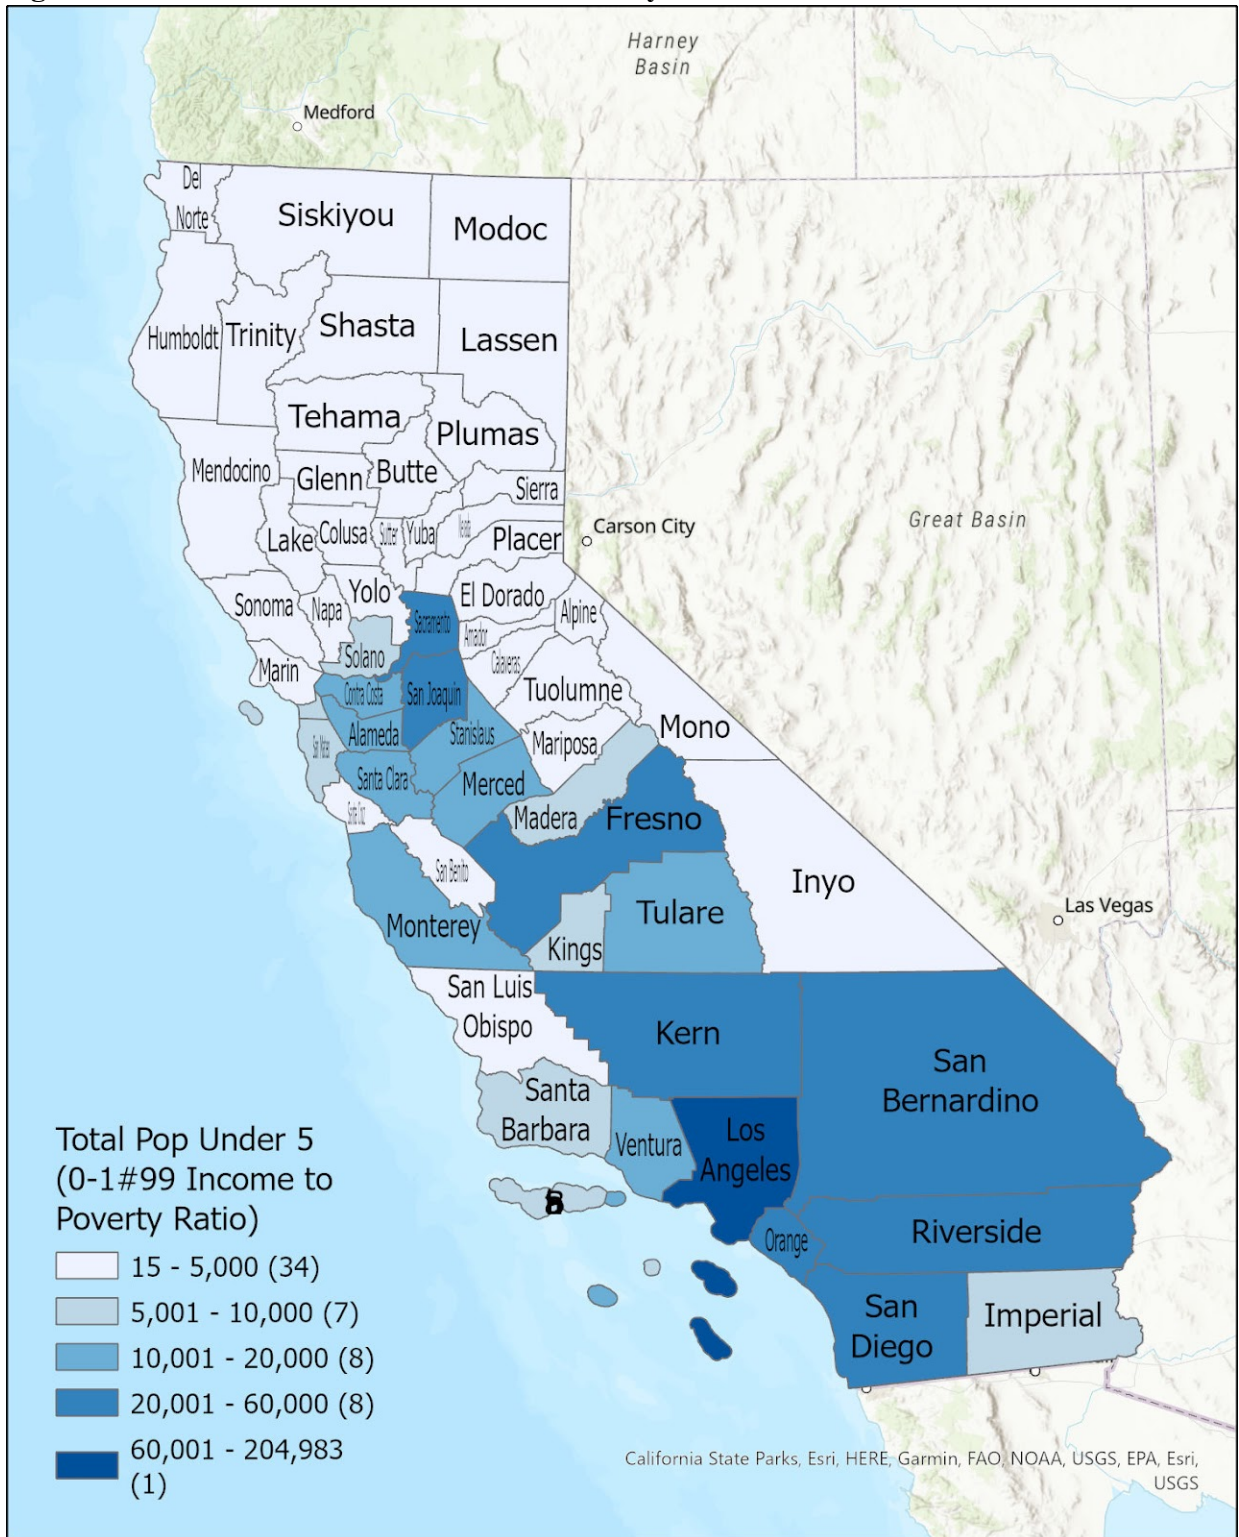 Harney
Basin
Medford
Del
Norte
Siskiyou
Modoc
Humboldt
Trinity
Shasta
Lassen
Tehama
Plumas
Mendocino
Glenn
Butte
Sierra
Lake
Colusa
Sutter
Yuba
Nevada
Placer
Carson City
Great Basin
Sonoma
Napa
Yolo
Sacramento
El Dorado
Alpine
Amador
Marin
Solano
Calaveras
Contra Costa
San Joaquin
Tuolumne
Alameda
Stanislaus
Mariposa
Mono
San Mateo
Santa Clara
Merced
Santa Cruz
Madera
Fresno
San Benito
Inyo
Monterey
Kings
Tulare
Las Vegas
San Luis
Obispo
Kern
San
Bernardino
Santa
Barbara
Ventura
Los
Angeles
Orange
Riverside
San
Diego
Imperial
Total Pop Under 5
(0-1#99 Income to
Poverty Ratio)
15 - 5,000 (34)
5,001 - 10,000 (7)
10,001 - 20,000 (8)
20,001 - 60,000 (8)
60,001 - 204,983
(1)
California State Parks, Esri, HERE, Garmin, FAO, NOAA, USGS, EPA, Esri,
USGS